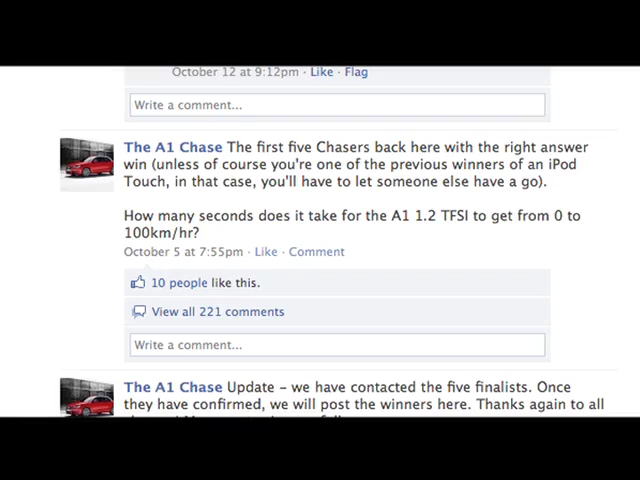 October 12 at 9:12pm · Like · Flag
Write a comment...
The A1 Chase The first five Chasers back here with the right answer
win (unless of course you're one of the previous winners of an iPod
Touch, in that case, you'll have to let someone else have a go).
How many seconds does it take for the A1 1.2 TFSI to get from 0 to
100km/hr?
October 5 at 7:55pm · Like · Comment
10 people like this.
View all 221 comments
Write a comment...
The A1 Chase Update – we have contacted the five finalists. Once
they have confirmed, we will post the winners here. Thanks again to all